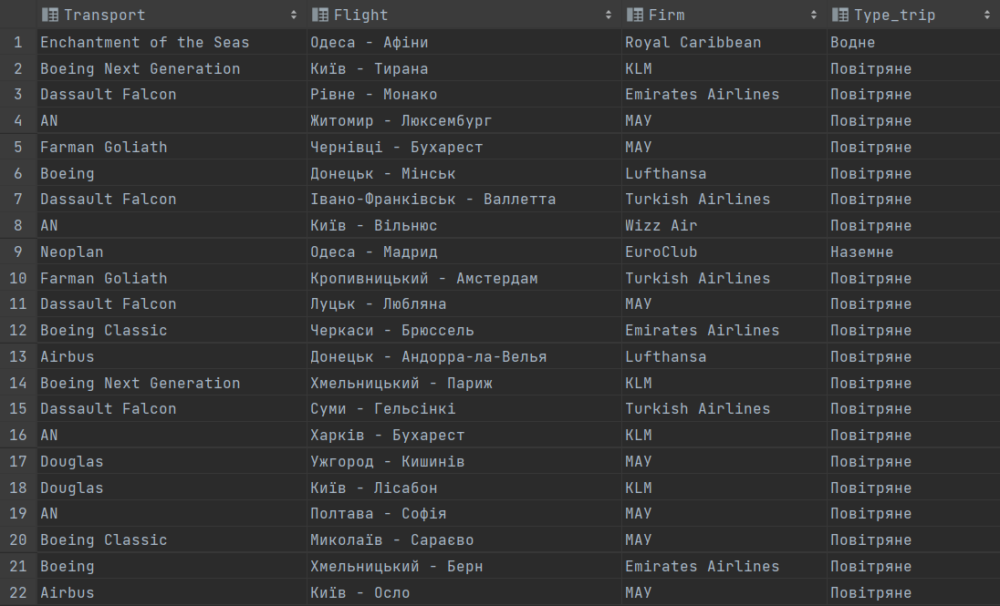 Transport Flight Firm Type_trip
1 Enchantment of the Seas Одеса - Афіни Royal Caribbean Водне
2 Boeing Next Generation Київ - Тирана KLM Повітряне
3 Dassault Falcon Рівне - Монако Emirates Airlines Повітряне
4 AN Житомир - Люксембург МАУ Повітряне
5 Farman Goliath Чернівці - Бухарест МАУ Повітряне
6 Boeing Донецьк - Мінськ Lufthansa Повітряне
7 Dassault Falcon Івано-Франківськ - Валлетта Turkish Airlines Повітряне
8 AN Київ - Вільнюс Wizz Air Повітряне
9 Neoplan Одеса - Мадрид EuroClub Наземне
10 Farman Goliath Кропивницький - Амстердам Turkish Airlines Повітряне
11 Dassault Falcon Луцьк - Любляна МАУ Повітряне
12 Boeing Classic Черкаси - Брюссель Emirates Airlines Повітряне
13 Airbus Донецьк - Андорра-ла-Велья Lufthansa Повітряне
14 Boeing Next Generation Хмельницький - Париж KLM Повітряне
15 Dassault Falcon Суми - Гельсінкі Turkish Airlines Повітряне
16 AN Харків - Бухарест KLM Повітряне
17 Douglas Ужгород - Кишинів МАУ Повітряне
18 Douglas Київ - Лісабон KLM Повітряне
19 AN Полтава - Софія МАУ Повітряне
20 Boeing Classic Миколаїв - Сараєво МАУ Повітряне
21 Boeing Хмельницький - Берн Emirates Airlines Повітряне
22 Airbus Київ - Осло МАУ Повітряне